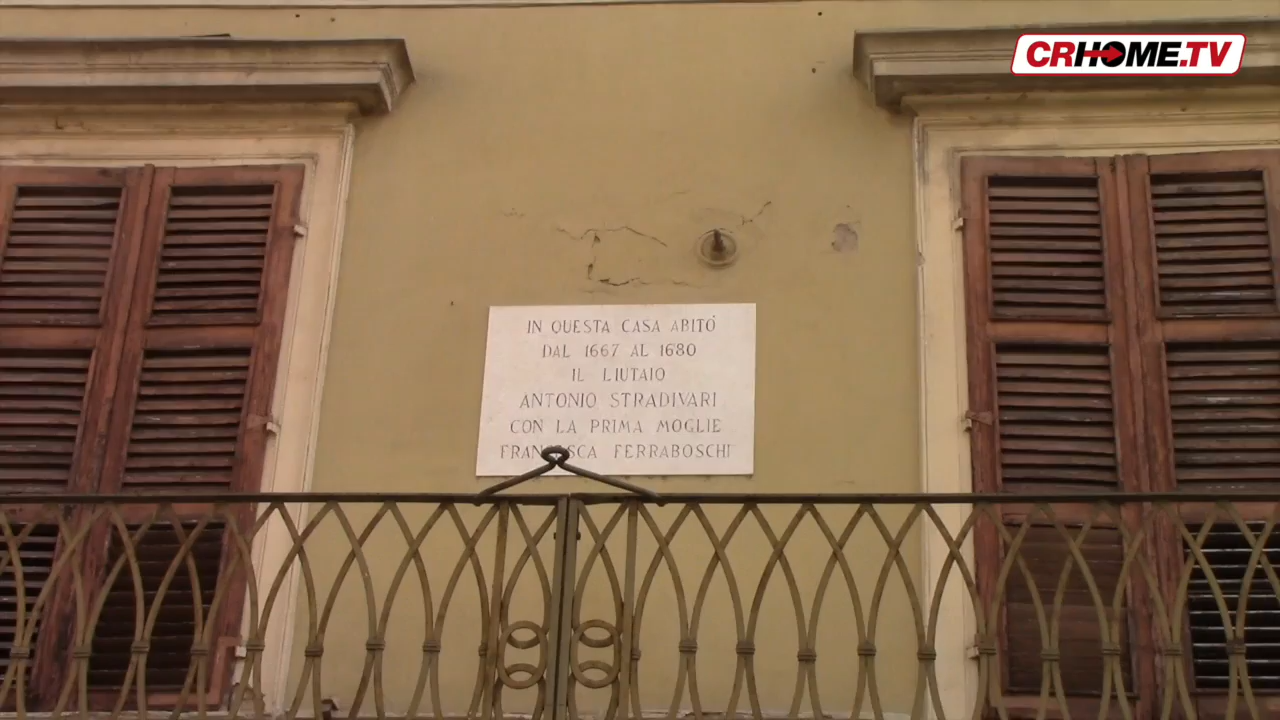 CRHOME.TV
IN QUESTA CASA ABITÒ
DAL 1667 AL 1680
IL LIUTAIO
ANTONIO STRADIVARI
CON LA PRIMA MOGLIE
FRANCESCA FERRABOSCHI